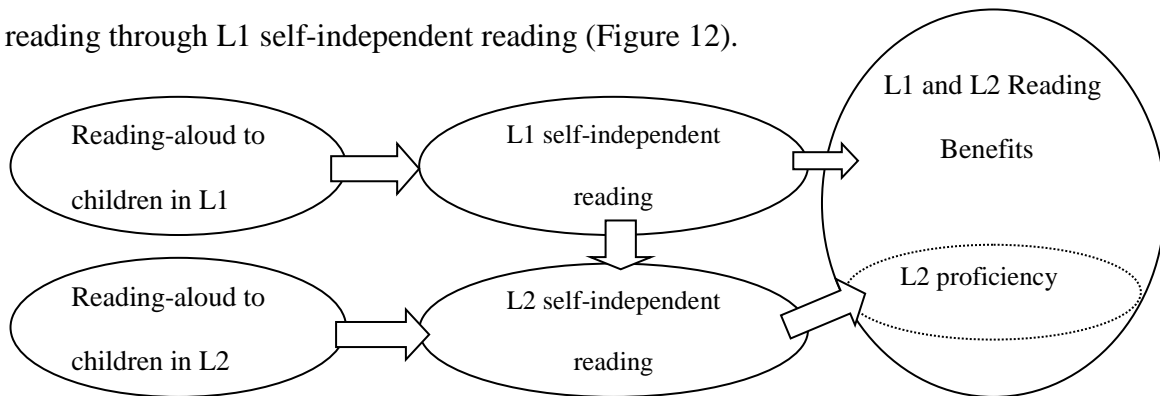 reading through L1 self-independent reading (Figure 12).
Reading-aloud to
children in L1
L1 self-independent
reading
L1 and L2 Reading
Benefits
Reading-aloud to
children in L2
L2 self-independent
reading
L2 proficiency